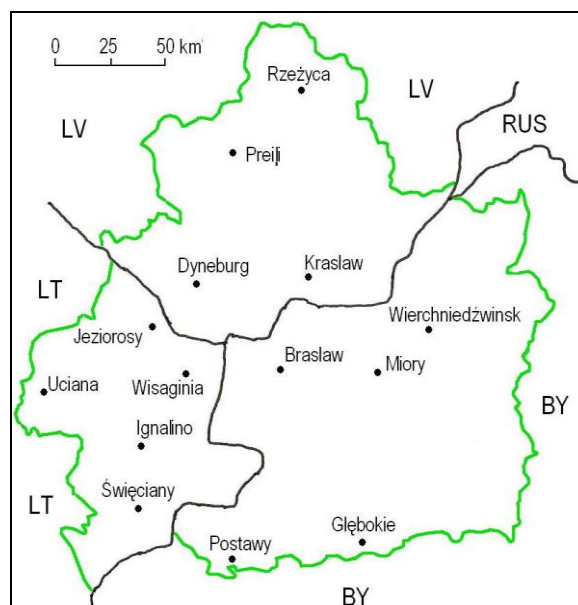 0 25 50 km
Rzeżyca
LV
LV
RUS
Preiļi
Krasław
Dyneburg
LT
Wierchniedźwinsk
Jeziorosy
Brasław
Miory
Uciana
Wisaginia
BY
Ignalino
LT
Święciany
Postawy
Głębokie
BY